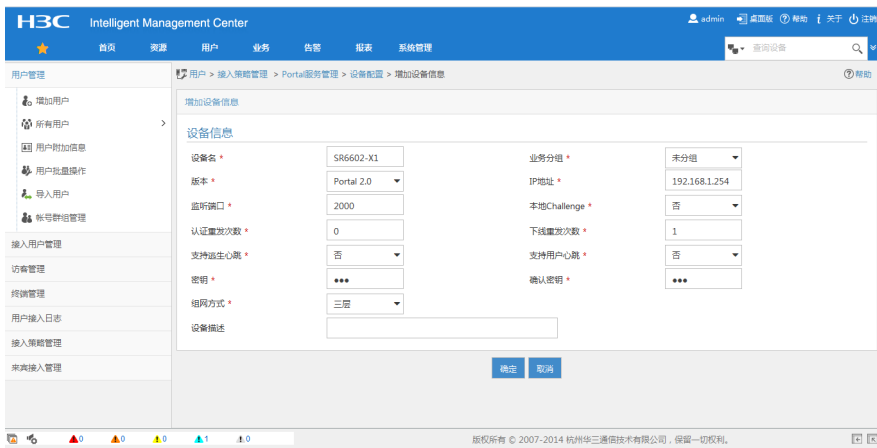 H3C Intelligent Management Center
admin 桌面版 帮助 关于 注销
首页 资源 用户 业务 告警 报表 系统管理
查询设备
用户管理
用户 > 接入策略管理 > Portal服务管理 > 设备配置 > 增加设备信息
帮助
增加用户
所有用户
用户附加信息
用户批量操作
导入用户
帐号群组管理
接入用户管理
访客管理
终端管理
用户接入日志
接入策略管理
来宾接入管理
增加设备信息
设备信息
设备名 * SR6602-X1 业务分组 * 未分组
版本 * Portal 2.0 IP地址 * 192.168.1.254
监听端口 * 2000 本地Challenge * 否
认证重发次数 * 0 下线重发次数 * 1
支持逃生心跳 * 否 支持用户心跳 * 否
密钥 * ●●● 确认密钥 * ●●●
组网方式 * 三层
设备描述
确定 取消
0 0 0 1 0
版权所有 © 2007-2014 杭州华三通信技术有限公司，保留一切权利。